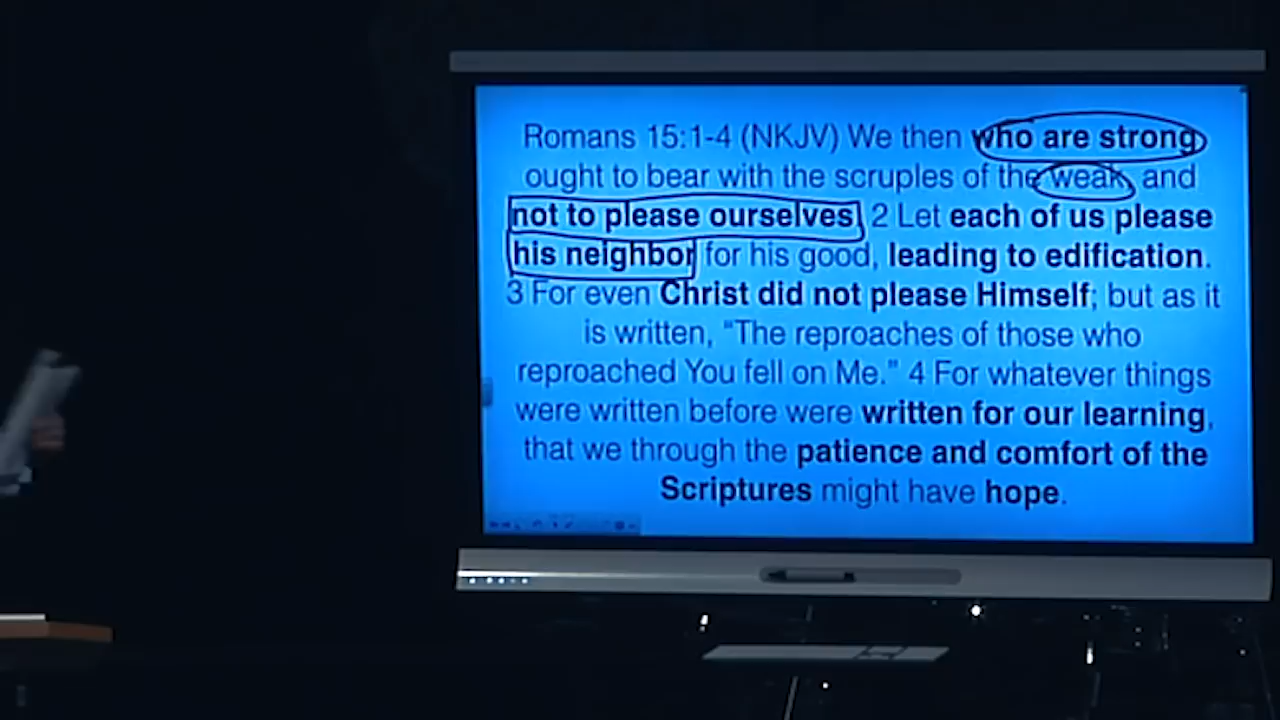 Romans 15:1-4 (NKJV) We then who are strong
ought to bear with the scruples of the weak, and
not to please ourselves. 2 Let each of us please
his neighbor for his good, leading to edification.
3 For even Christ did not please Himself; but as it
is written, "The reproaches of those who
reproached You fell on Me." 4 For whatever things
were written before were written for our learning,
that we through the patience and comfort of the
Scriptures might have hope.